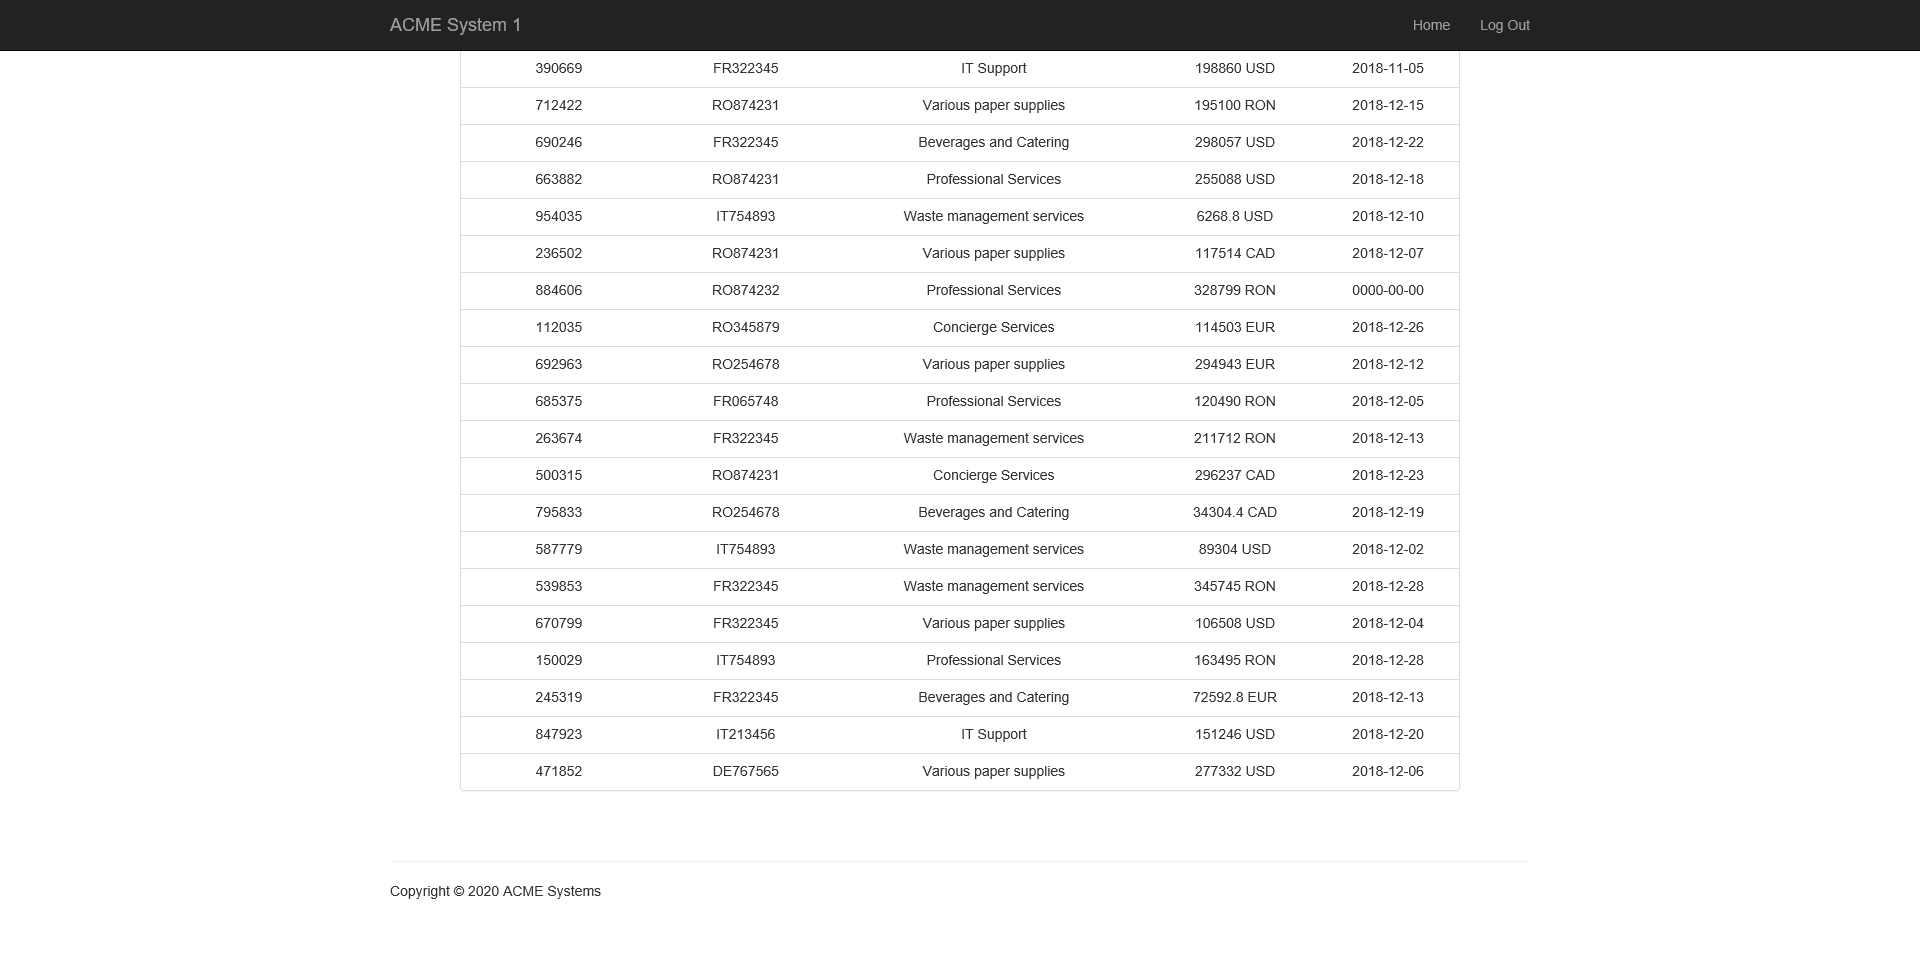 ACME System 1 Home Log Out
390669 FR322345 IT Support 198860 USD 2018-11-05
712422 RO874231 Various paper supplies 195100 RON 2018-12-15
690246 FR322345 Beverages and Catering 298057 USD 2018-12-22
663882 RO874231 Professional Services 255088 USD 2018-12-18
954035 IT754893 Waste management services 6268.8 USD 2018-12-10
236502 RO874231 Various paper supplies 117514 CAD 2018-12-07
884606 RO874232 Professional Services 328799 RON 0000-00-00
112035 RO345879 Concierge Services 114503 EUR 2018-12-26
692963 RO254678 Various paper supplies 294943 EUR 2018-12-12
685375 FR065748 Professional Services 120490 RON 2018-12-05
263674 FR322345 Waste management services 211712 RON 2018-12-13
500315 RO874231 Concierge Services 296237 CAD 2018-12-23
795833 RO254678 Beverages and Catering 34304.4 CAD 2018-12-19
587779 IT754893 Waste management services 89304 USD 2018-12-02
539853 FR322345 Waste management services 345745 RON 2018-12-28
670799 FR322345 Various paper supplies 106508 USD 2018-12-04
150029 IT754893 Professional Services 163495 RON 2018-12-28
245319 FR322345 Beverages and Catering 72592.8 EUR 2018-12-13
847923 IT213456 IT Support 151246 USD 2018-12-20
471852 DE767565 Various paper supplies 277332 USD 2018-12-06
Copyright © 2020 ACME Systems